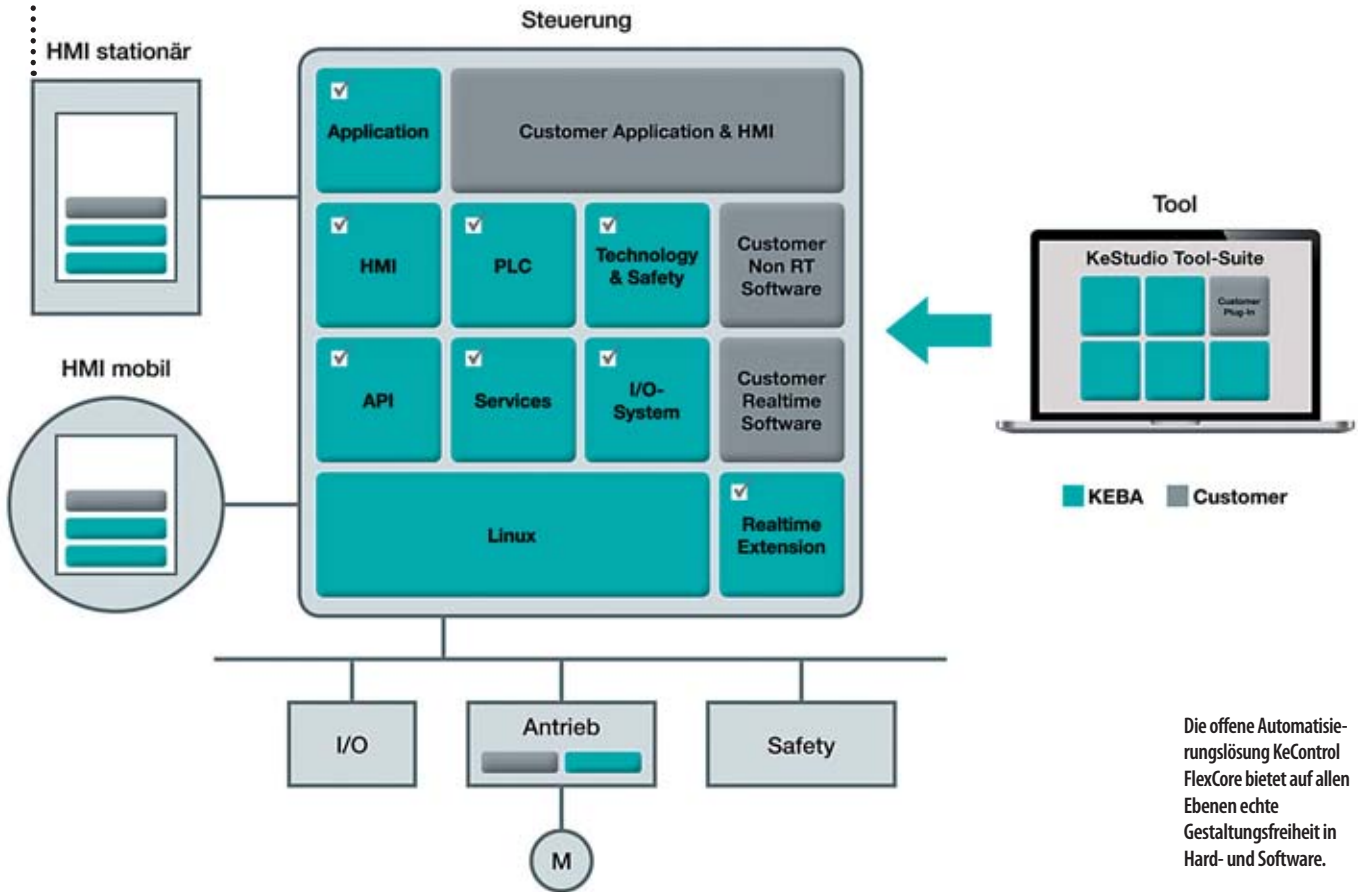 Steuerung
HMI stationär
Application
Customer Application & HMI
HMI
PLC
Technology
& Safety
Customer
Non RT
Software
API
Services
I/O-
System
Customer
Realtime
Software
Linux
Realtime
Extension
HMI mobil
Tool
KeStudio Tool-Suite
Customer
Plug-In
KEBA
Customer
I/O
Antrieb
Safety
M
Die offene Automatisie-
rungslösung KeControl
FlexCore bietet auf allen
Ebenen echte
Gestaltungsfreiheit in
Hard- und Software.